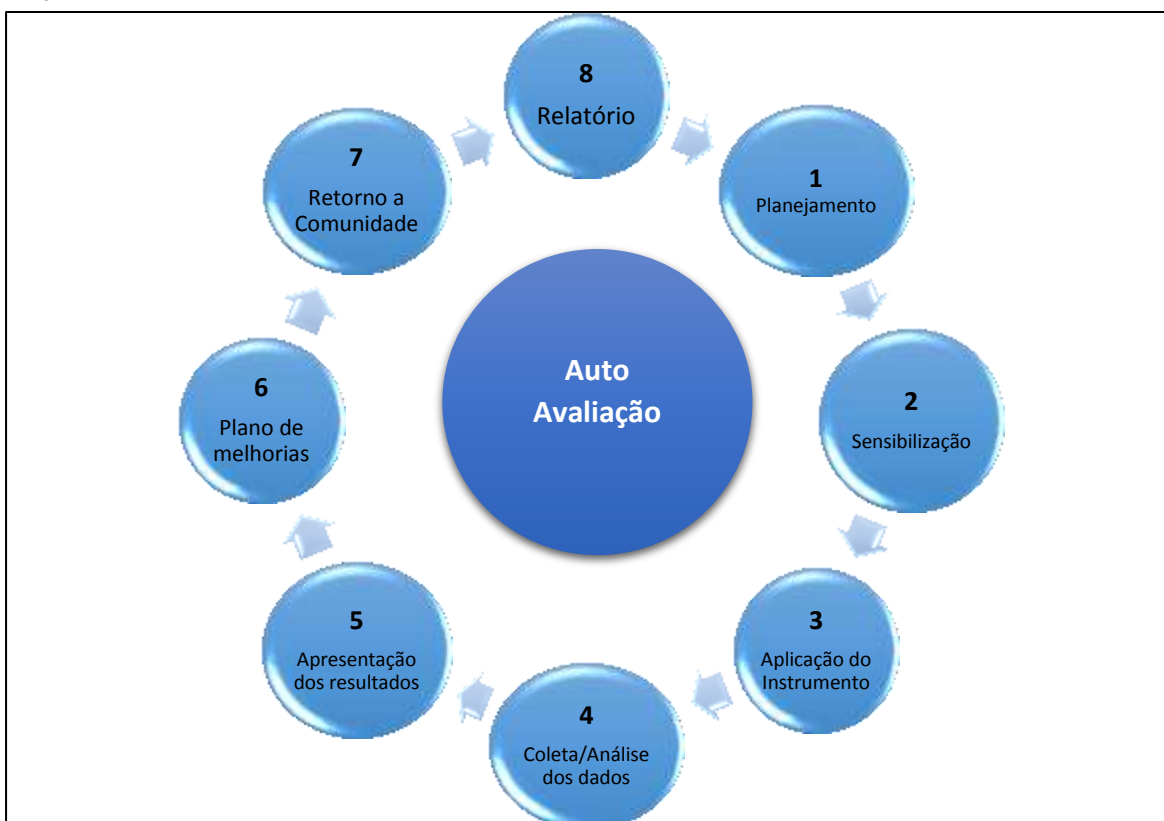 8
Relatório
1
Planejamento
2
Sensibilização
3
Aplicação do
Instrumento
4
Coleta/Análise
dos dados
5
Apresentação
dos resultados
6
Plano de
melhorias
7
Retorno a
Comunidade
Auto
Avaliação